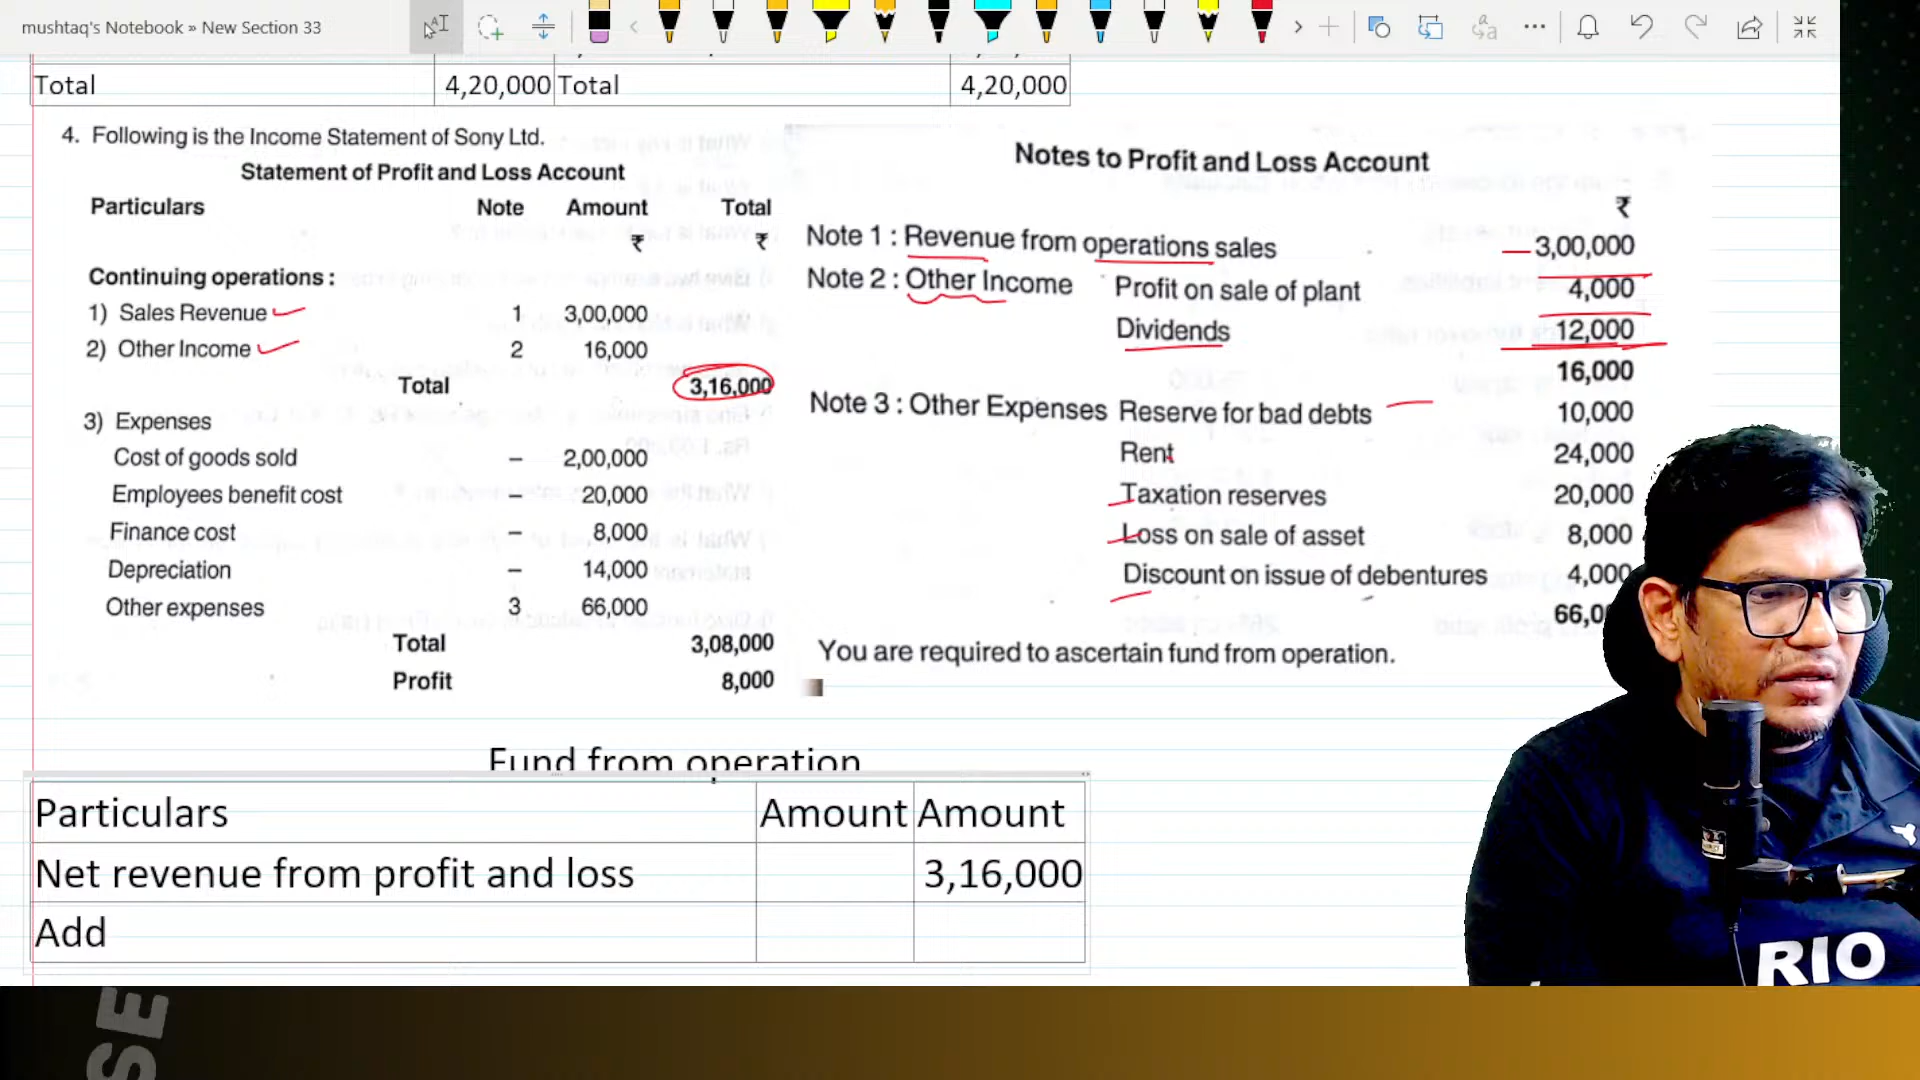 mushtaq's Notebook » New Section 33
Total 4,20,000 Total 4,20,000
4. Following is the Income Statement of Sony Ltd.
Statement of Profit and Loss Account
Particulars Note Amount Total
₹ ₹
Continuing operations :
1) Sales Revenue 1 3,00,000
2) Other Income 2 16,000
Total 3,16,000
3) Expenses
Cost of goods sold – 2,00,000
Employees benefit cost – 20,000
Finance cost – 8,000
Depreciation – 14,000
Other expenses 3 66,000
Total 3,08,000
Profit 8,000
Notes to Profit and Loss Account
₹
Note 1 : Revenue from operations sales 3,00,000
Note 2 : Other Income Profit on sale of plant 4,000
Dividends 12,000
16,000
Note 3 : Other Expenses Reserve for bad debts 10,000
Rent 24,000
Taxation reserves 20,000
Loss on sale of asset 8,000
Discount on issue of debentures 4,000
You are required to ascertain fund from operation.
Fund from operation
Particulars Amount Amount
Net revenue from profit and loss 3,16,000
Add
RIO
SE